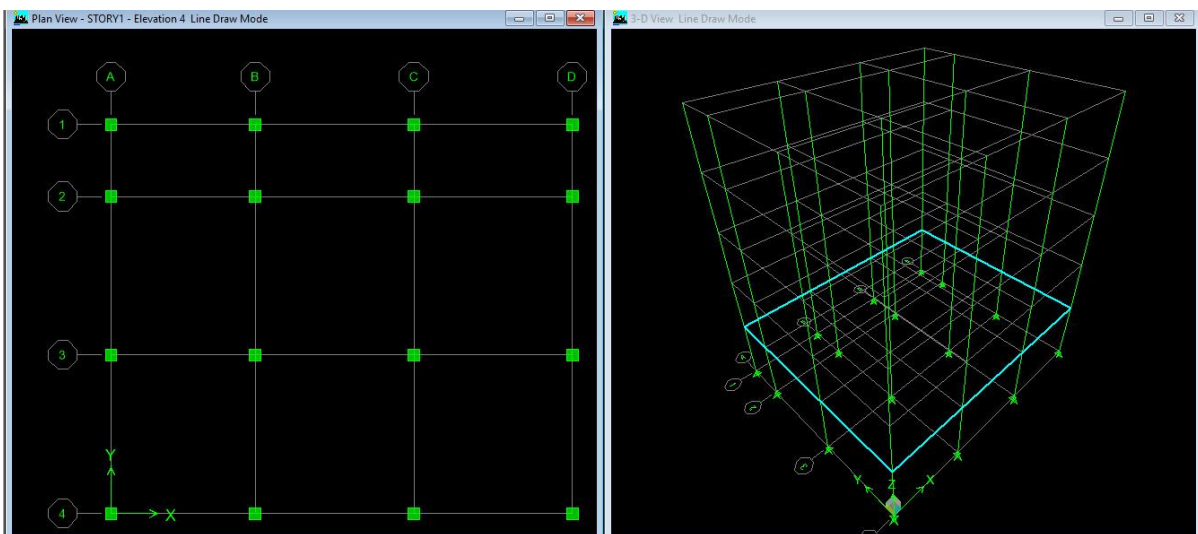 Plan View - STORY1 - Elevation 4 Line Draw Mode
A B C D
1
2
3
Y
4 X
3-D View Line Draw Mode
Y Z X